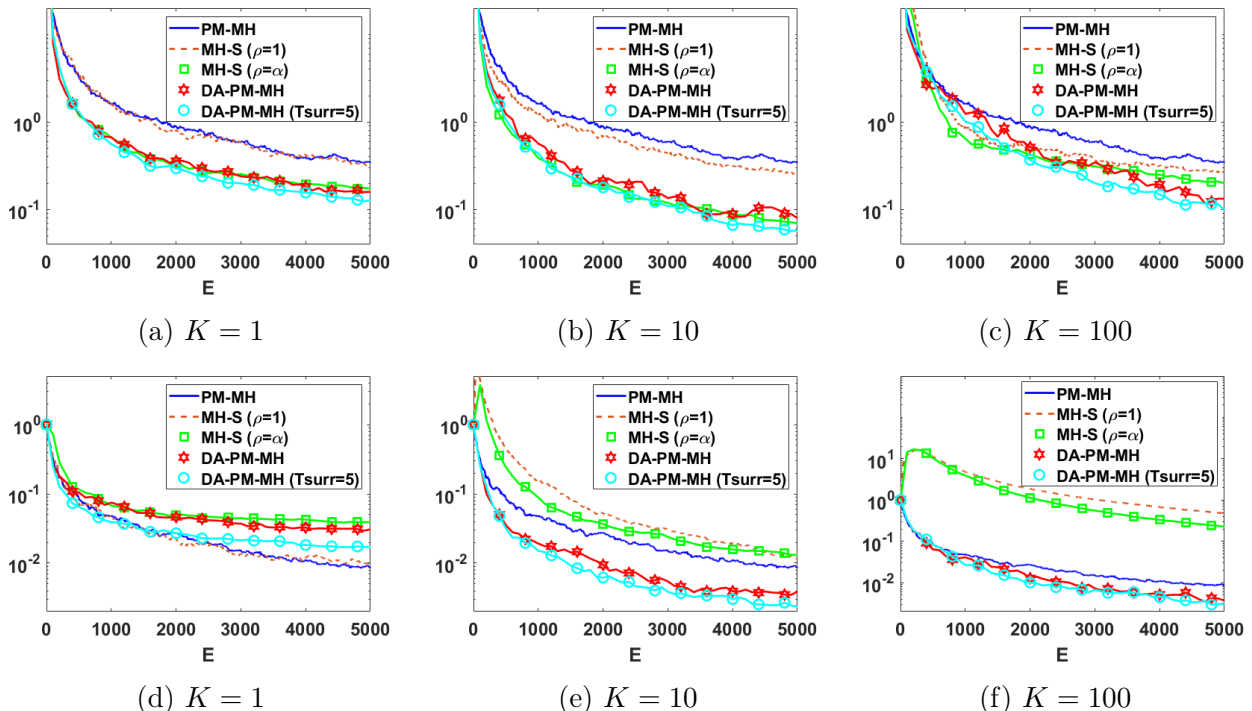 PM-MH
MH-S (ρ=1)
MH-S (ρ=α)
DA-PM-MH
DA-PM-MH (Tsurr=5)
10^0
10^-1
0 1000 2000 3000 4000 5000
E
(a) K = 1
PM-MH
MH-S (ρ=1)
MH-S (ρ=α)
DA-PM-MH
DA-PM-MH (Tsurr=5)
10^0
10^-1
0 1000 2000 3000 4000 5000
E
(b) K = 10
PM-MH
MH-S (ρ=1)
MH-S (ρ=α)
DA-PM-MH
DA-PM-MH (Tsurr=5)
10^0
10^-1
0 1000 2000 3000 4000 5000
E
(c) K = 100
PM-MH
MH-S (ρ=1)
MH-S (ρ=α)
DA-PM-MH
DA-PM-MH (Tsurr=5)
10^0
10^-1
10^-2
0 1000 2000 3000 4000 5000
E
(d) K = 1
PM-MH
MH-S (ρ=1)
MH-S (ρ=α)
DA-PM-MH
DA-PM-MH (Tsurr=5)
10^0
10^-1
10^-2
0 1000 2000 3000 4000 5000
E
(e) K = 10
PM-MH
MH-S (ρ=1)
MH-S (ρ=α)
DA-PM-MH
DA-PM-MH (Tsurr=5)
10^1
10^0
10^-1
10^-2
0 1000 2000 3000 4000 5000
E
(f) K = 100